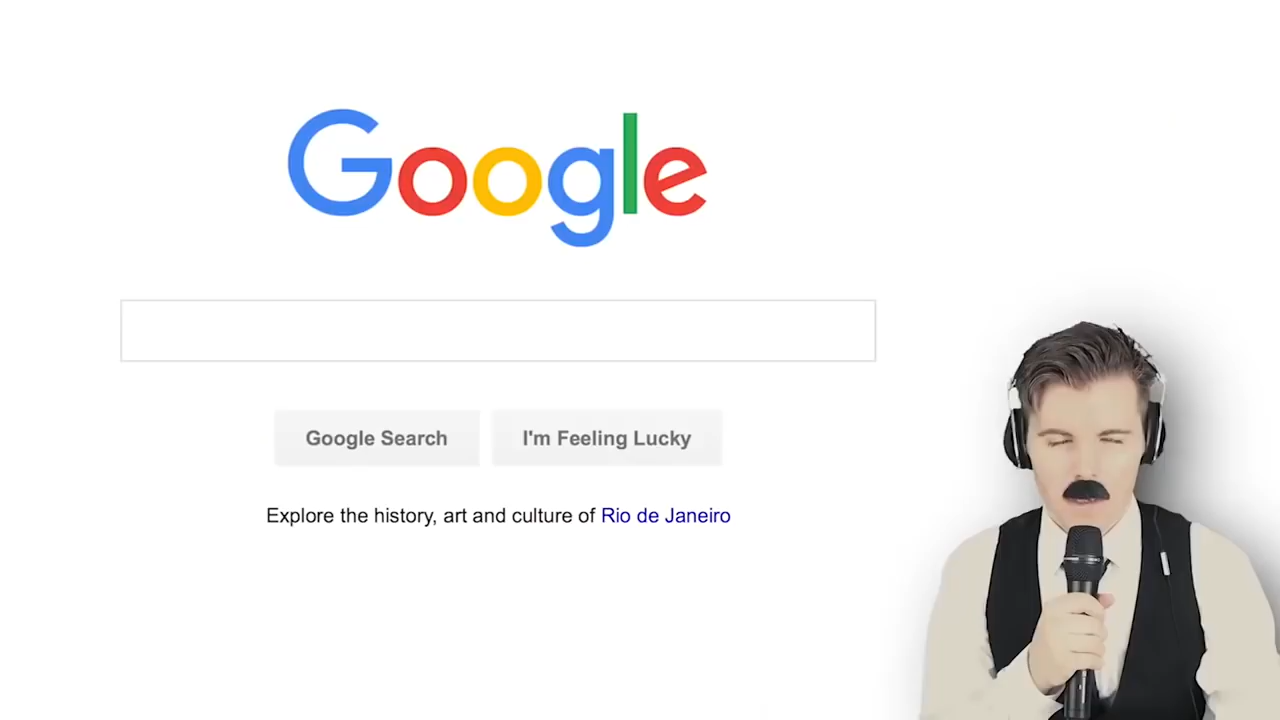 Google
Google Search
I'm Feeling Lucky
Explore the history, art and culture of Rio de Janeiro